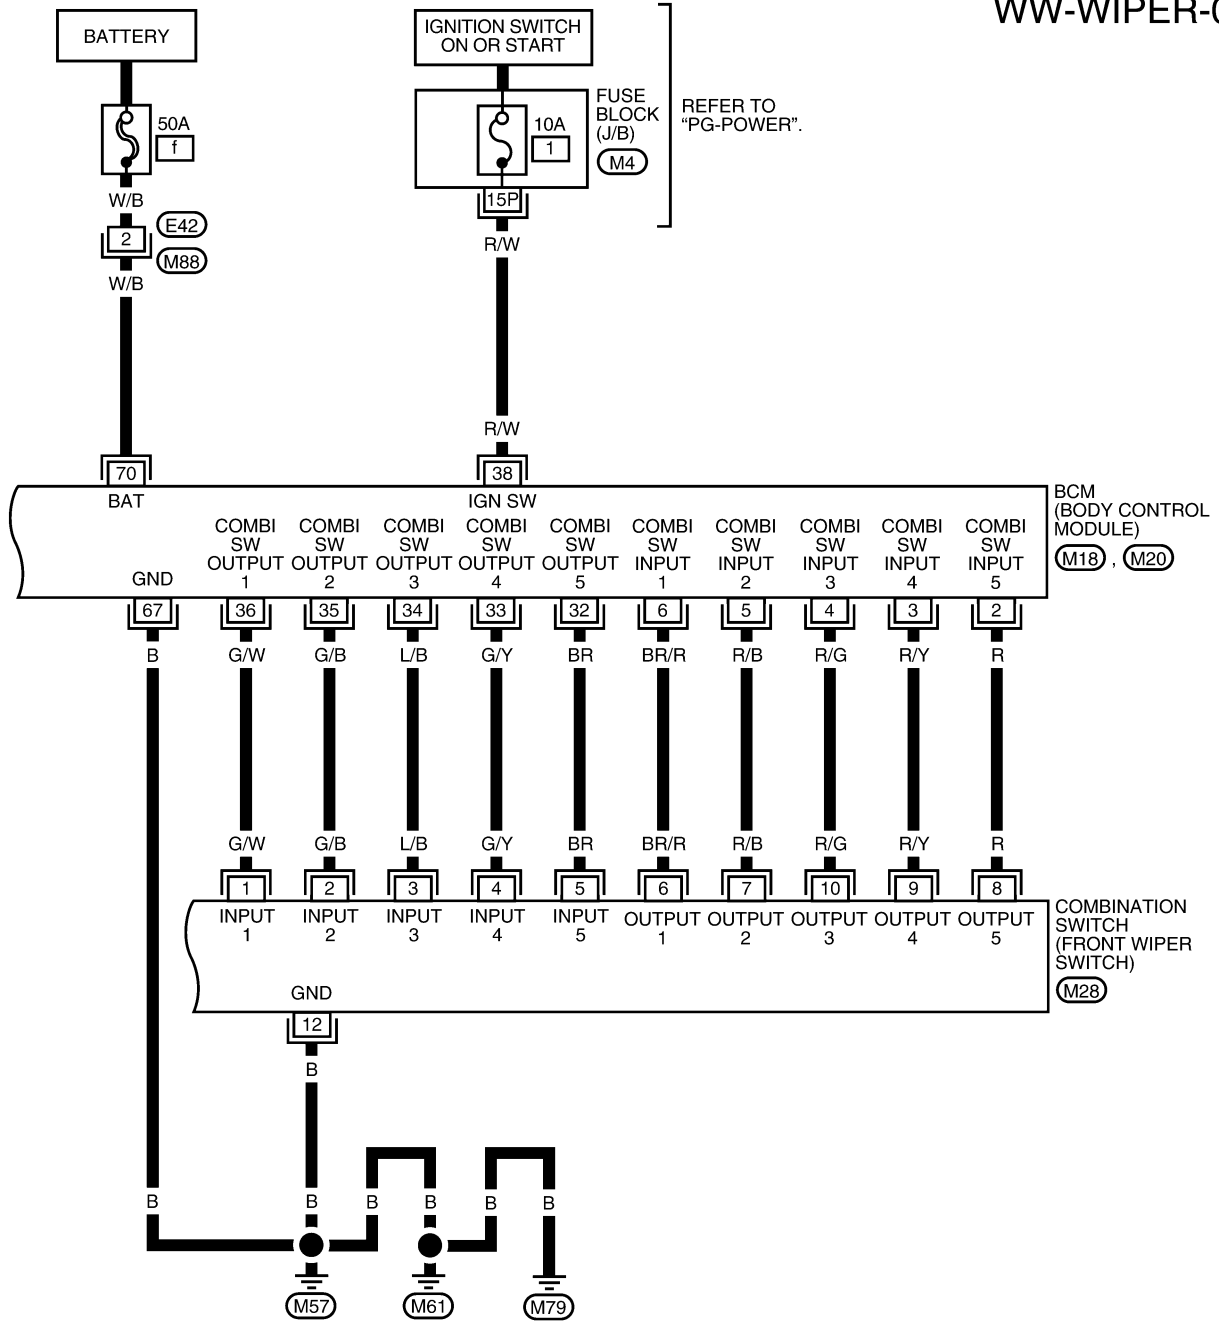 WW-WIPER-0
BATTERY
IGNITION SWITCH
ON OR START
50A
f
10A
1
FUSE
BLOCK
(J/B)
M4
REFER TO
“PG-POWER”.
15P
W/B
E42
2
M88
W/B
R/W
R/W
70
38
BAT
IGN SW
BCM
(BODY CONTROL
MODULE)
M18 , M20
GND
COMBI
SW
OUTPUT
1
COMBI
SW
OUTPUT
2
COMBI
SW
OUTPUT
3
COMBI
SW
OUTPUT
4
COMBI
SW
OUTPUT
5
COMBI
SW
INPUT
1
COMBI
SW
INPUT
2
COMBI
SW
INPUT
3
COMBI
SW
INPUT
4
COMBI
SW
INPUT
5
67 36 35 34 33 32 6 5 4 3 2
B G/W G/B L/B G/Y BR BR/R R/B R/G R/Y R
G/W G/B L/B G/Y BR BR/R R/B R/G R/Y R
1 2 3 4 5 6 7 10 9 8
INPUT
1
INPUT
2
INPUT
3
INPUT
4
INPUT
5
OUTPUT
1
OUTPUT
2
OUTPUT
3
OUTPUT
4
OUTPUT
5
COMBINATION
SWITCH
(FRONT WIPER
SWITCH)
M28
GND
12
B
B B B B B B
M57 M61 M79